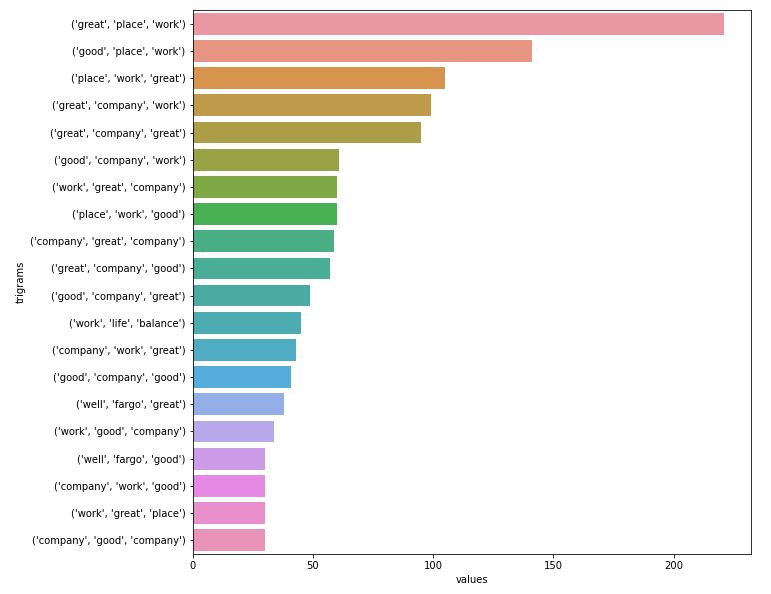 ('great', 'place', 'work')
('good', 'place', 'work')
('place', 'work', 'great')
('great', 'company', 'work')
('great', 'company', 'great')
('good', 'company', 'work')
('work', 'great', 'company')
('place', 'work', 'good')
('company', 'great', 'company')
('great', 'company', 'good')
('good', 'company', 'great')
('work', 'life', 'balance')
('company', 'work', 'great')
('good', 'company', 'good')
('well', 'fargo', 'great')
('work', 'good', 'company')
('well', 'fargo', 'good')
('company', 'work', 'good')
('work', 'great', 'place')
('company', 'good', 'company')
trigrams
0 50 100 150 200
values